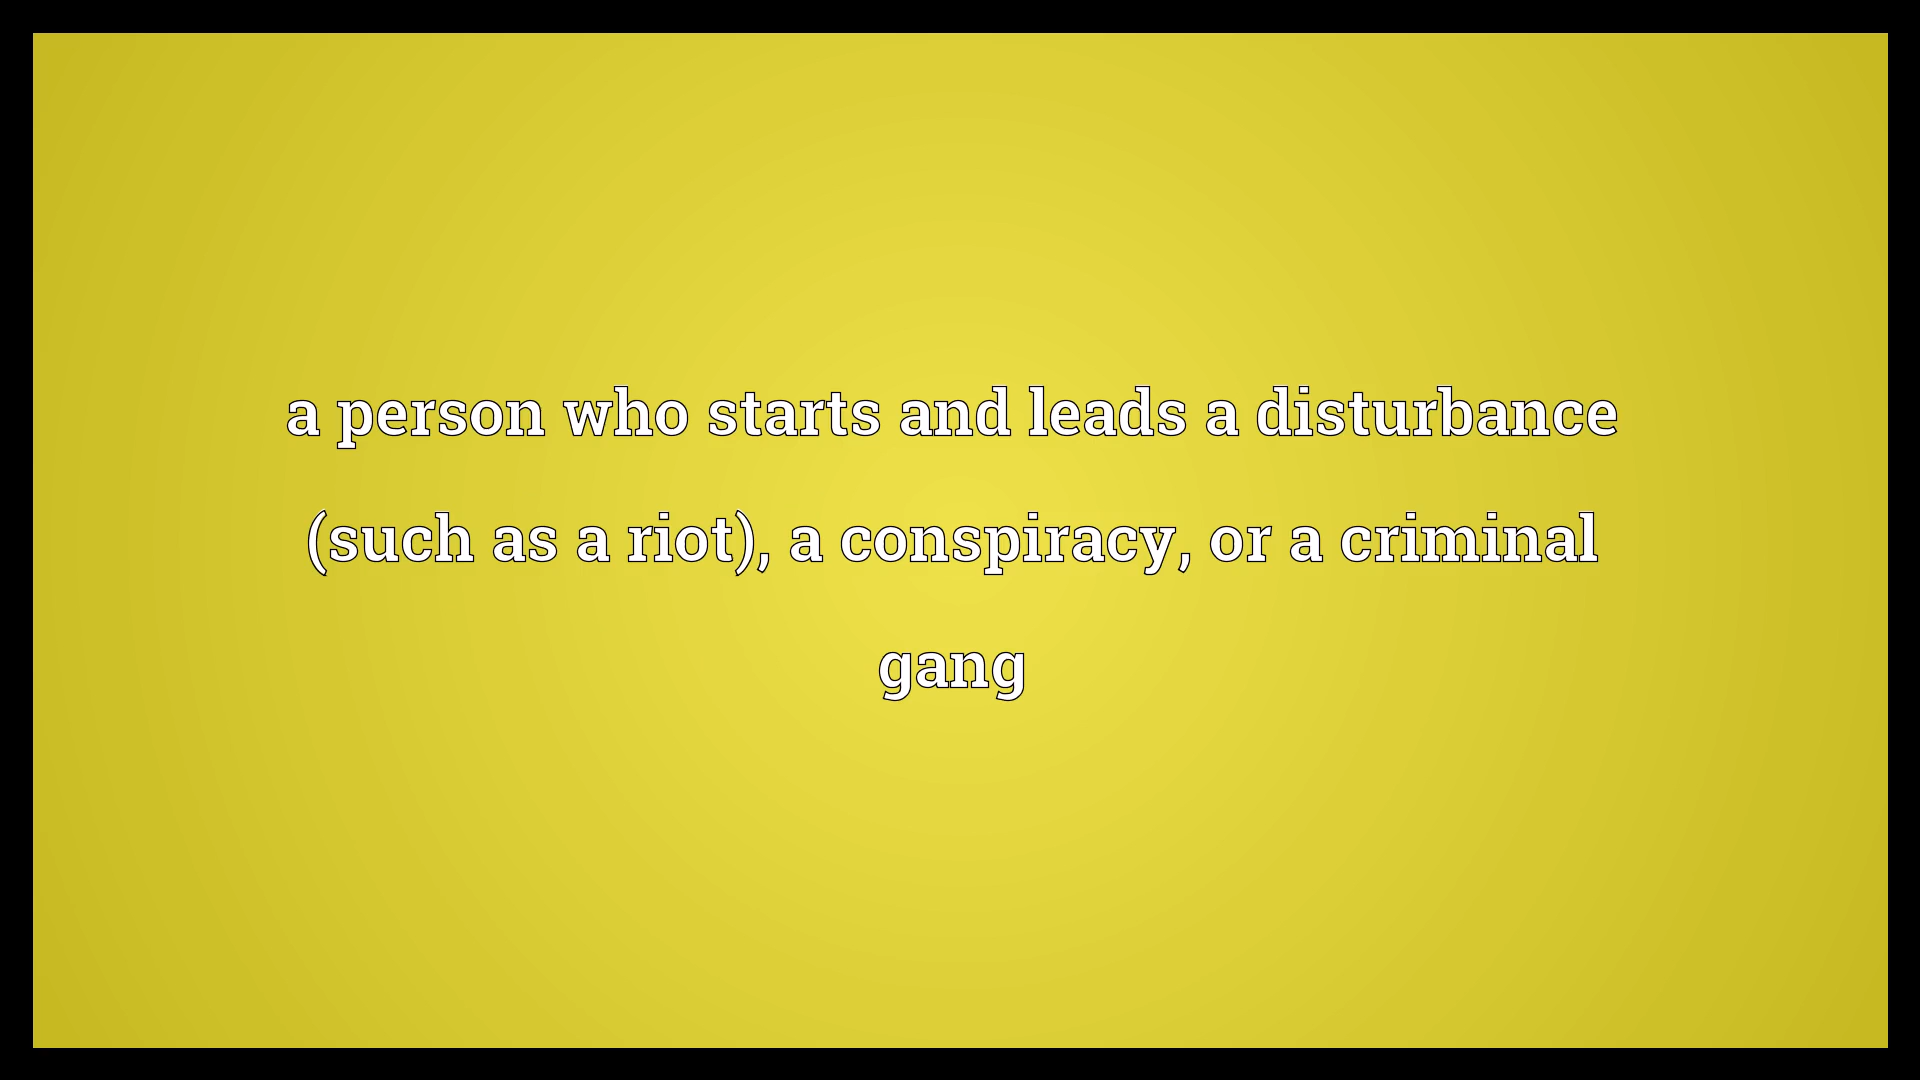 a person who starts and leads a disturbance
(such as a riot), a conspiracy, or a criminal
gang